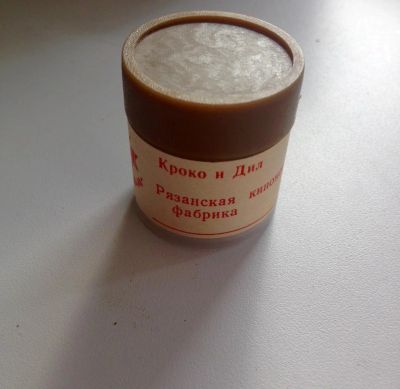 Кроко и Дил
Рязанская
фабрика